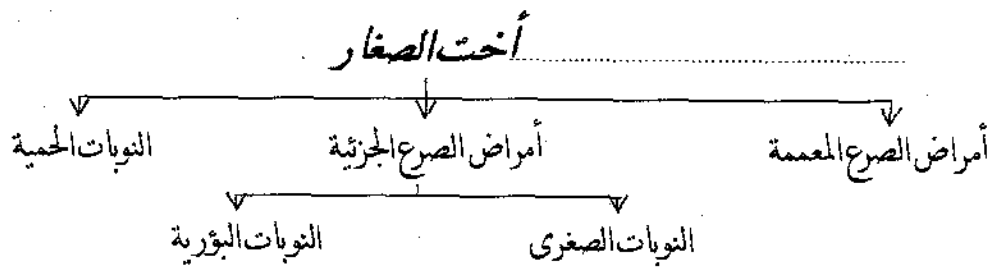 أخت الصغار
أمراض الصرع المعممة أمراض الصرع الجزئية النوبات الحمية
النوبات الصغرى النوبات البؤرية